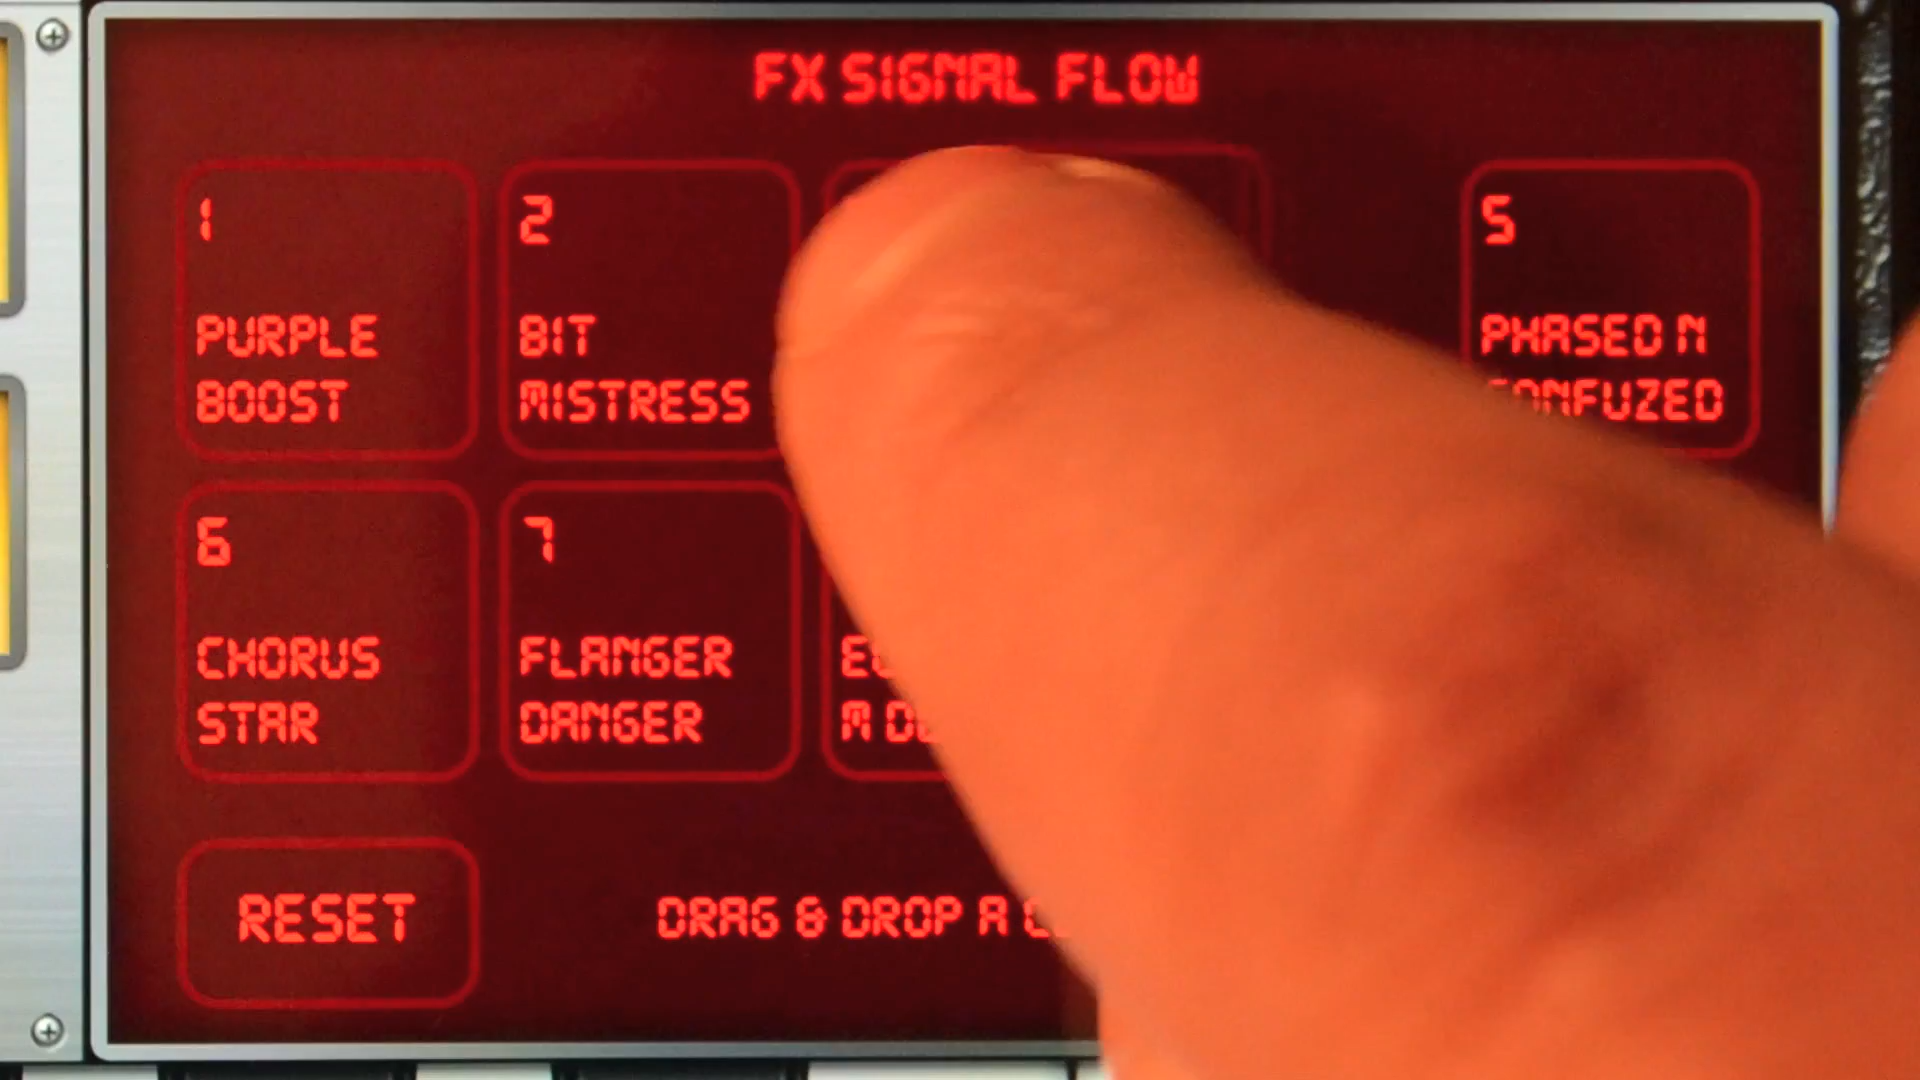 FX SIGNAL FLOW
1
PURPLE
BOOST
2
BIT
MISTRESS
5
PHASED N
CONFUZED
6
CHORUS
STAR
7
FLANGER
DANGER
M
RESET
DRAG & DROP A